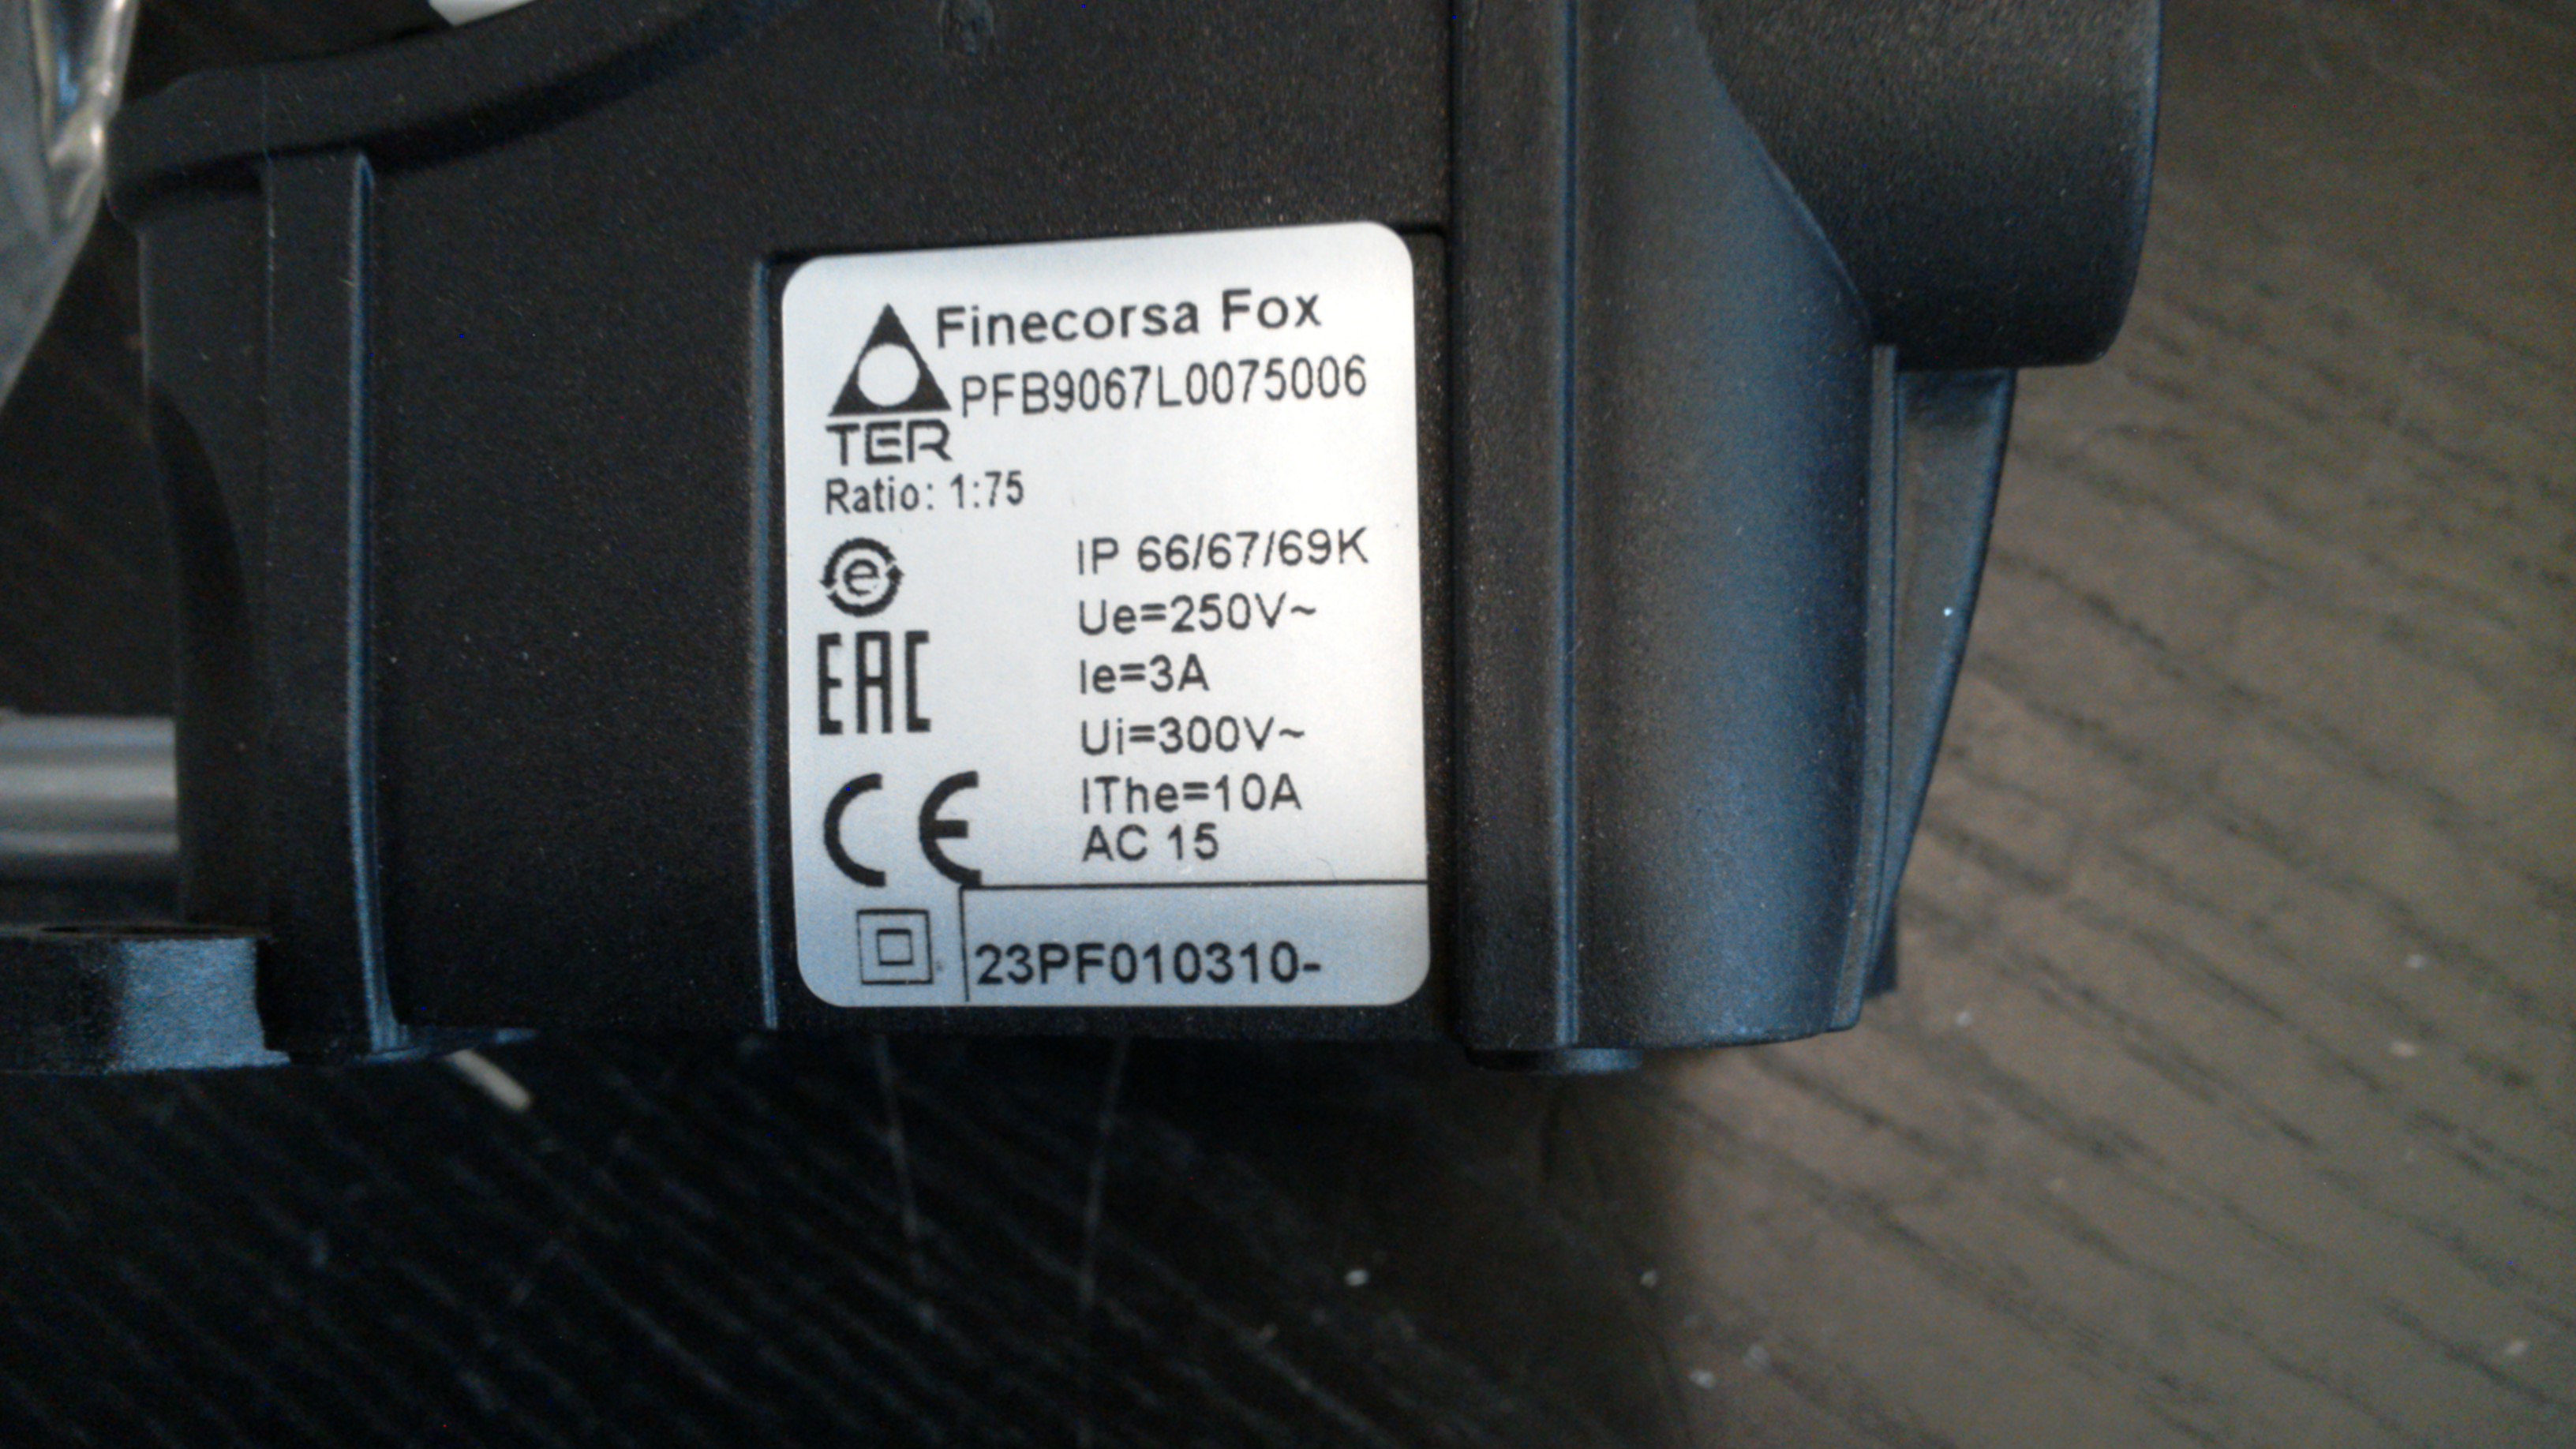 Finecorsa Fox
PFB9067L0075006
TER
Ratio: 1:75
e
IP 66/67/69K
Ue=250V~
EAC
Ie=3A
Ui=300V~
CE
IThe=10A
AC 15
23PF010310-